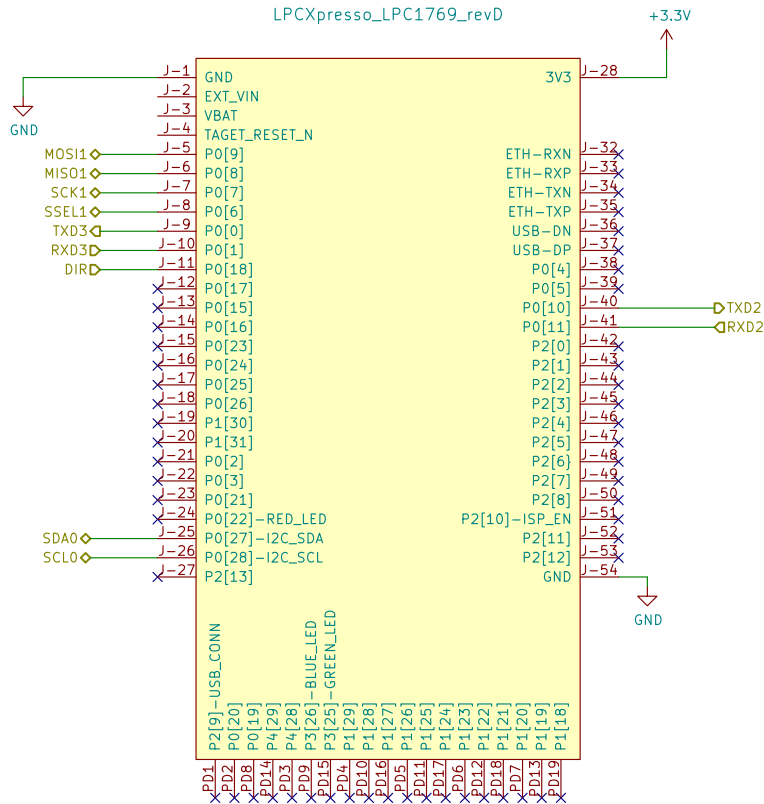 LPCXpresso_LPC1769_revD
+3.3V
J-1 GND
J-2 EXT_VIN
J-3 VBAT
J-4 TAGET_RESET_N
MOSI1 J-5 P0[9]
MISO1 J-6 P0[8]
SCK1 J-7 P0[7]
SSEL1 J-8 P0[6]
TXD3 J-9 P0[0]
RXD3 J-10 P0[1]
DIR J-11 P0[18]
J-12 P0[17]
J-13 P0[15]
J-14 P0[16]
J-15 P0[23]
J-16 P0[24]
J-17 P0[25]
J-18 P0[26]
J-19 P1[30]
J-20 P1[31]
J-21 P0[2]
J-22 P0[3]
J-23 P0[21]
J-24 P0[22]-RED_LED
SDA0 J-25 P0[27]-I2C_SDA
SCL0 J-26 P0[28]-I2C_SCL
J-27 P2[13]
GND
3V3 J-28
ETH-RXN J-32
ETH-RXP J-33
ETH-TXN J-34
ETH-TXP J-35
USB-DN J-36
USB-DP J-37
P0[4] J-38
P0[5] J-39
P0[10] J-40 TXD2
P0[11] J-41 RXD2
P2[0] J-42
P2[1] J-43
P2[2] J-44
P2[3] J-45
P2[4] J-46
P2[5] J-47
P2[6} J-48
P2[7] J-49
P2[8] J-50
P2[10]-ISP_EN J-51
P2[11] J-52
P2[12] J-53
GND J-54
GND
P2[9]-USB_CONN PD1
P0[20] PD2
P0[19] PD8
P4[29] PD14
P4[28] PD3
P3[26]-BLUE_LED PD9
P3[25]-GREEN_LED PD15
P1[29] PD4
P1[28] PD10
P1[27] PD16
P1[26] PD5
P1[25] PD11
P1[24] PD17
P1[23] PD6
P1[22] PD12
P1[21] PD18
P1[20] PD7
P1[19] PD13
P1[18] PD19